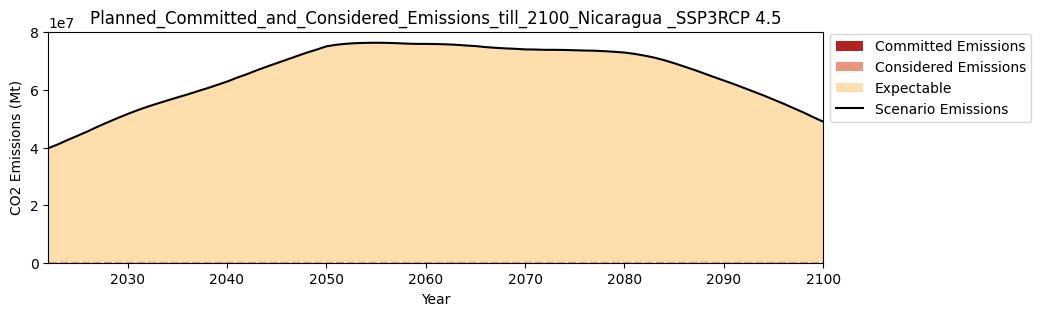 Planned_Committed_and_Considered_Emissions_till_2100_Nicaragua _SSP3RCP 4.5
1e7
8
6
4
2
0
CO2 Emissions (Mt)
2030 2040 2050 2060 2070 2080 2090 2100
Year
Committed Emissions
Considered Emissions
Expectable
Scenario Emissions